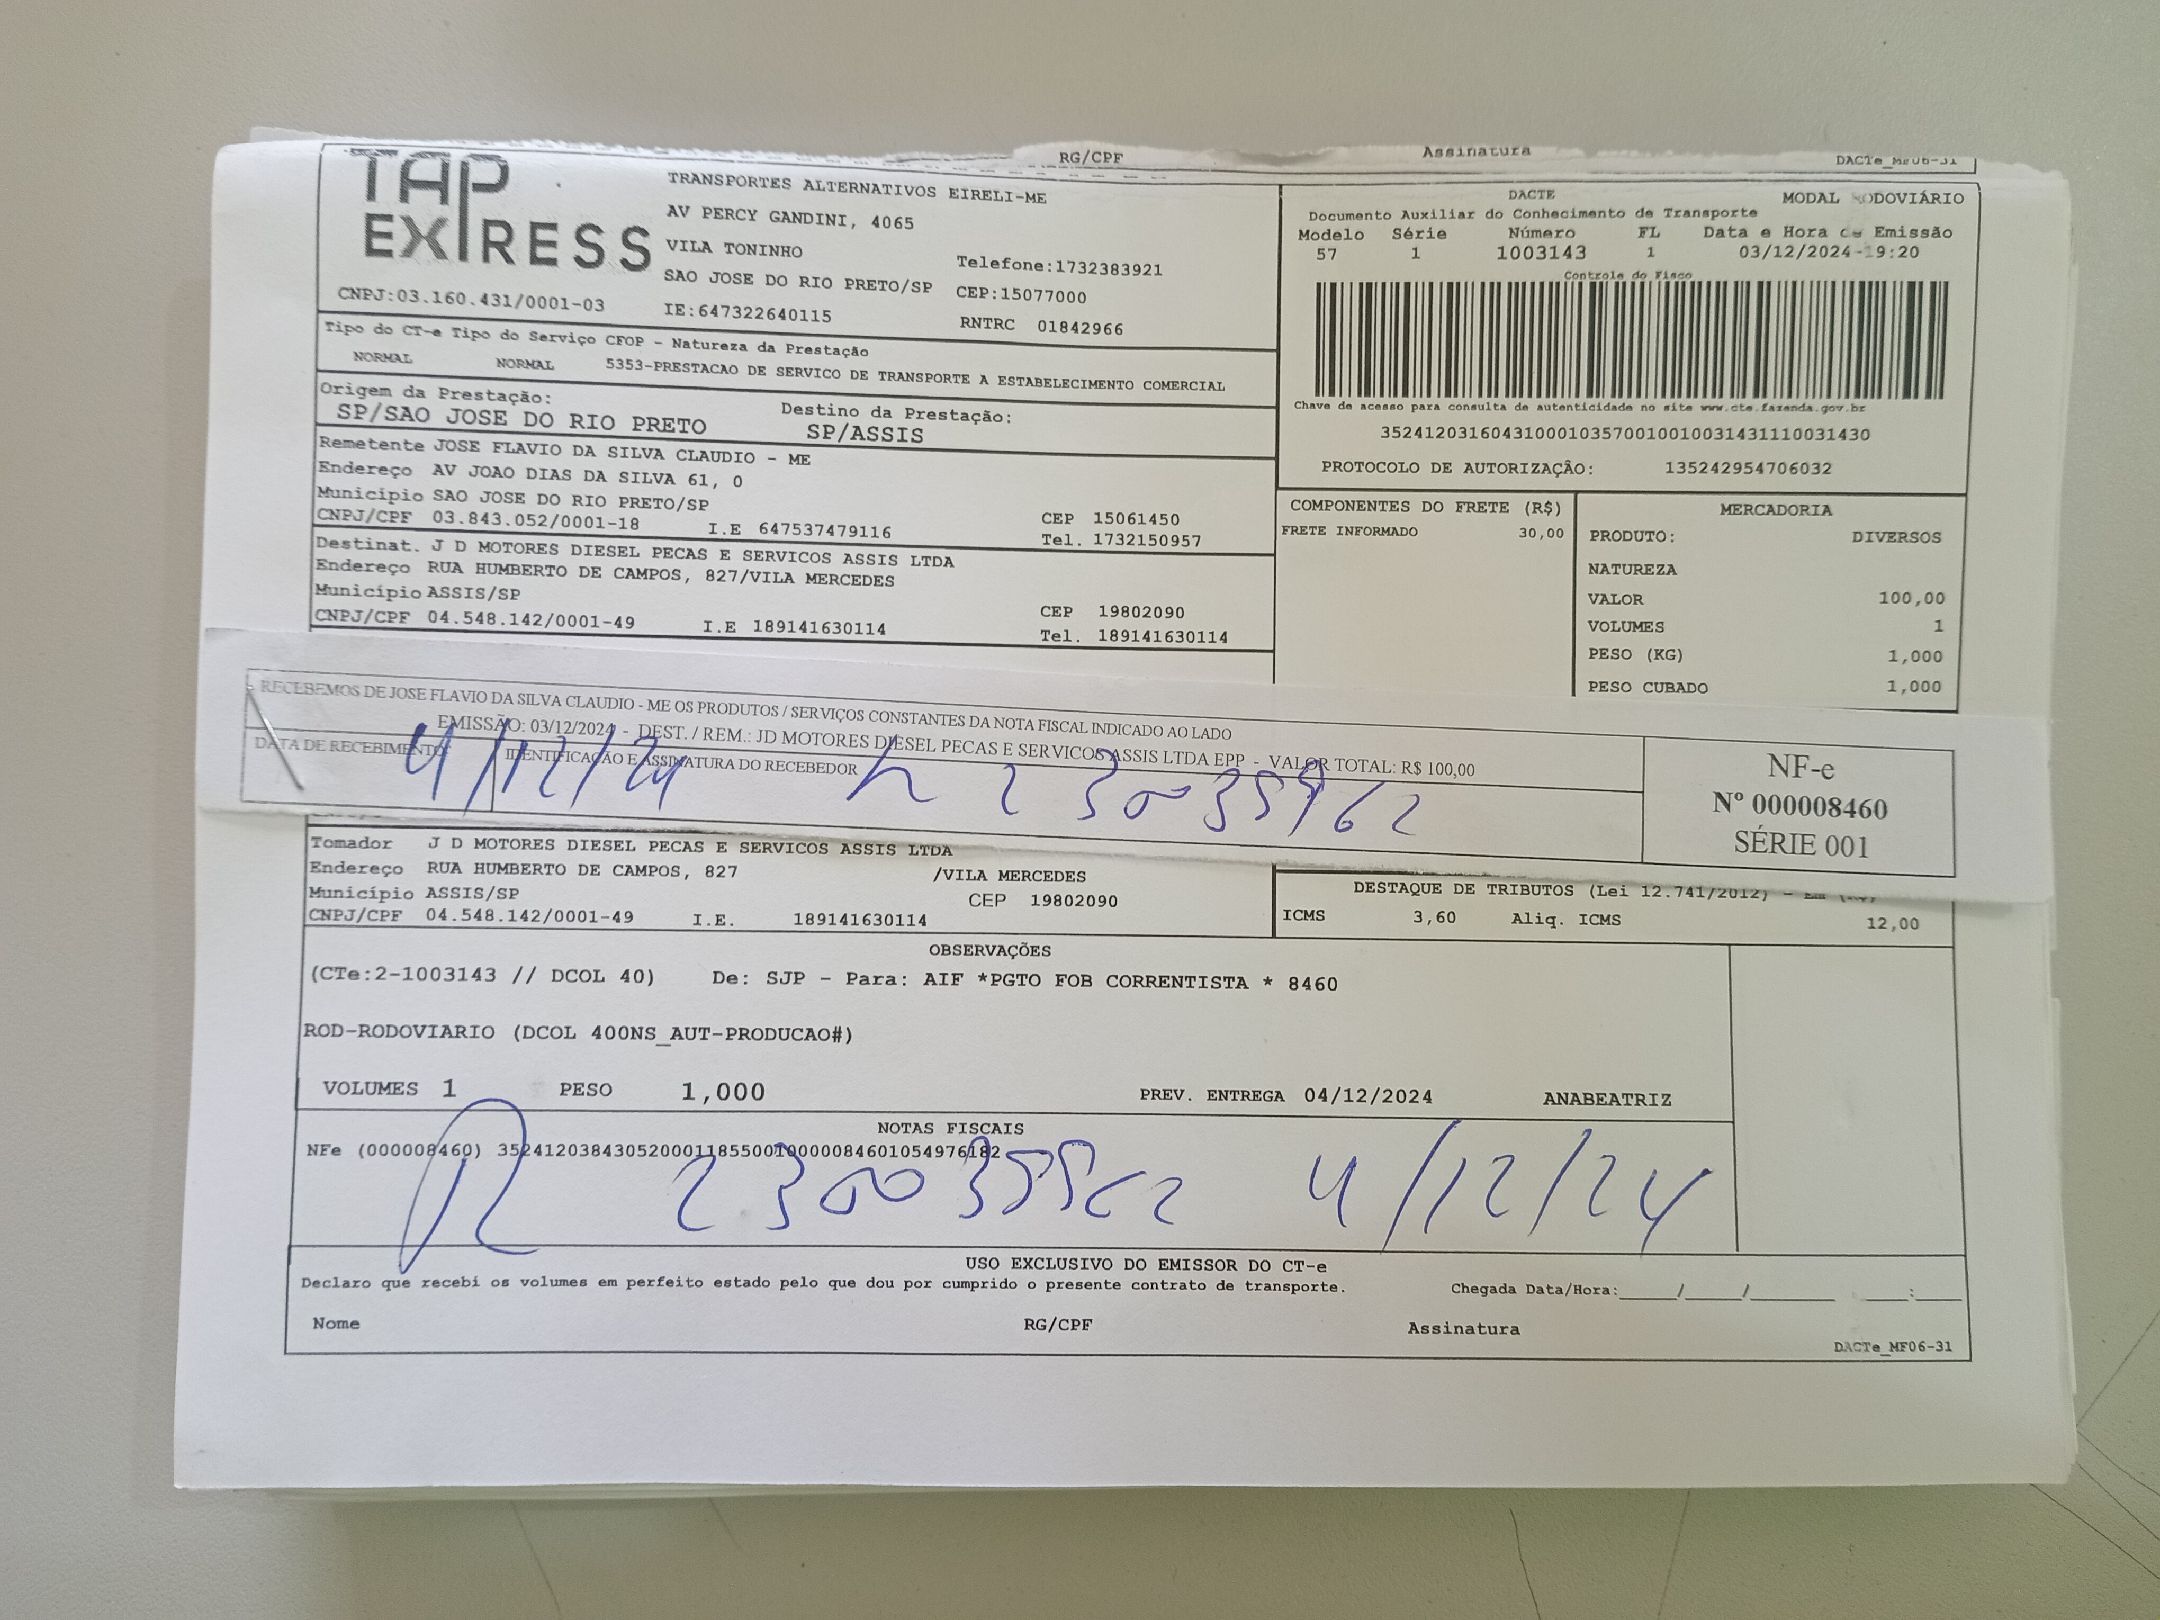 RG/CPF Assinatura DACTe_MF06-31
TAP EXPRESS
TRANSPORTES ALTERNATIVOS EIRELI-ME
AV PERCY GANDINI, 4065
VILA TONINHO
Telefone:1732383921
SAO JOSE DO RIO PRETO/SP CEP:15077000
CNPJ:03.160.431/0001-03 IE:647322640115 RNTRC 01842966
DACTE MODAL RODOVIÁRIO
Documento Auxiliar do Conhecimento de Transporte
Modelo Série Número FL Data e Hora de Emissão
57 1 1003143 1 03/12/2024-19:20
Controle do Fisco
Chave de acesso para consulta de autenticidade no site www.cte.fazenda.gov.br
35241203160431000103570010010031431110031430
PROTOCOLO DE AUTORIZAÇÃO: 135242954706032
Tipo do CT-e Tipo do Serviço CFOP - Natureza da Prestação
NORMAL NORMAL 5353-PRESTACAO DE SERVICO DE TRANSPORTE A ESTABELECIMENTO COMERCIAL
Origem da Prestação: Destino da Prestação:
SP/SAO JOSE DO RIO PRETO SP/ASSIS
Remetente JOSE FLAVIO DA SILVA CLAUDIO - ME
Endereço AV JOAO DIAS DA SILVA 61, 0
Município SAO JOSE DO RIO PRETO/SP
CEP 15061450
CNPJ/CPF 03.843.052/0001-18 I.E 647537479116 Tel. 1732150957
Destinat. J D MOTORES DIESEL PECAS E SERVICOS ASSIS LTDA
Endereço RUA HUMBERTO DE CAMPOS, 827/VILA MERCEDES
Município ASSIS/SP CEP 19802090
CNPJ/CPF 04.548.142/0001-49 I.E 189141630114 Tel. 189141630114
COMPONENTES DO FRETE (R$)
FRETE INFORMADO 30,00
MERCADORIA
PRODUTO: DIVERSOS
NATUREZA
VALOR 100,00
VOLUMES 1
PESO (KG) 1,000
PESO CUBADO 1,000
RECEBEMOS DE JOSE FLAVIO DA SILVA CLAUDIO - ME OS PRODUTOS / SERVIÇOS CONSTANTES DA NOTA FISCAL INDICADO AO LADO
EMISSÃO: 03/12/2024 - DEST. / REM.: JD MOTORES DIESEL PECAS E SERVICOS ASSIS LTDA EPP - VALOR TOTAL: R$ 100,00
DATA DE RECEBIMENTO: IDENTIFICAÇÃO E ASSINATURA DO RECEBEDOR
4/12/24 230035962
NF-e
Nº 000008460
SÉRIE 001
Tomador J D MOTORES DIESEL PECAS E SERVICOS ASSIS LTDA
Endereço RUA HUMBERTO DE CAMPOS, 827 /VILA MERCEDES
Município ASSIS/SP CEP 19802090
CNPJ/CPF 04.548.142/0001-49 I.E. 189141630114
DESTAQUE DE TRIBUTOS (Lei 12.741/2012) -
ICMS 3,60 Aliq. ICMS 12,00
OBSERVAÇÕES
(CTe:2-1003143 // DCOL 40) De: SJP - Para: AIF *PGTO FOB CORRENTISTA * 8460
ROD-RODOVIARIO (DCOL 400NS_AUT-PRODUCAO#)
VOLUMES 1 PESO 1,000 PREV. ENTREGA 04/12/2024 ANABEATRIZ
NOTAS FISCAIS
NFe (000008460) 35241203843052000118550010000084601054976182
4/12/24
USO EXCLUSIVO DO EMISSOR DO CT-e
Declaro que recebi os volumes em perfeito estado pelo que dou por cumprido o presente contrato de transporte. Chegada Data/Hora:____/____/______ ___:___
Nome RG/CPF Assinatura
DACTe_MF06-31